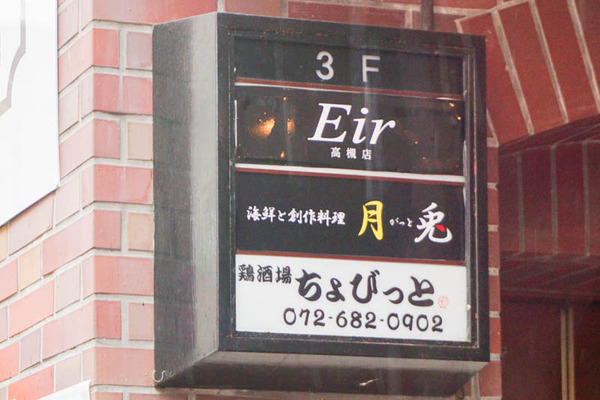 3F
Eir
高槻店
海鮮と創作料理 月がっと兎
鶏酒場 ちょびっと
072-682-0902